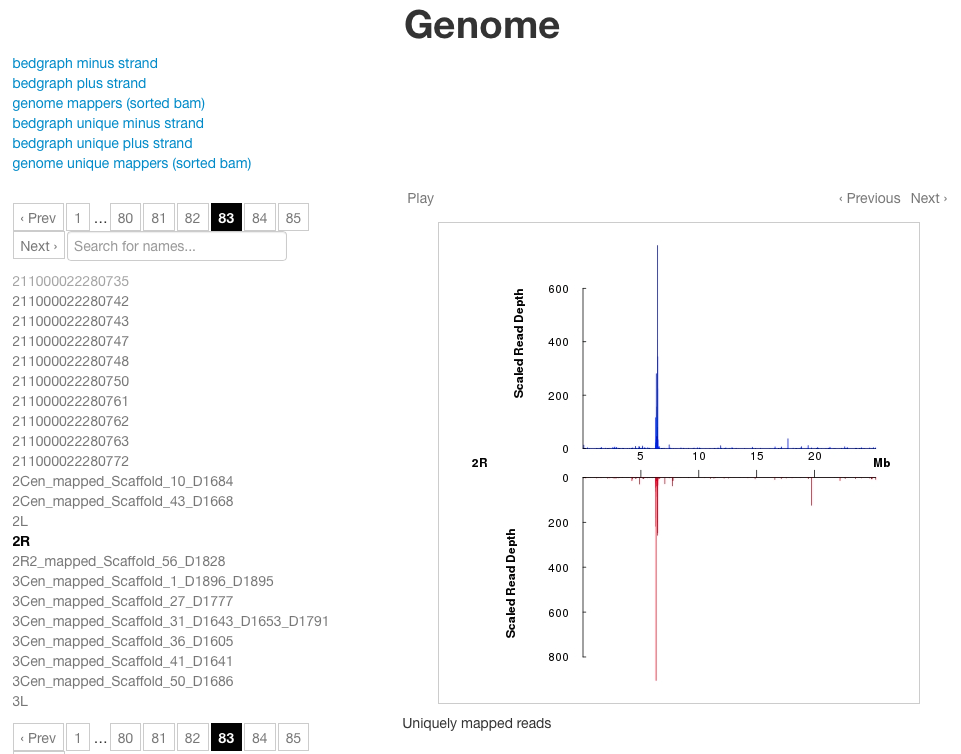 Genome
bedgraph minus strand
bedgraph plus strand
genome mappers (sorted bam)
bedgraph unique minus strand
bedgraph unique plus strand
genome unique mappers (sorted bam)
‹ Prev 1 ... 80 81 82 83 84 85
Next › Search for names...
211000022280735
211000022280742
211000022280743
211000022280747
211000022280748
211000022280750
211000022280761
211000022280762
211000022280763
211000022280772
2Cen_mapped_Scaffold_10_D1684
2Cen_mapped_Scaffold_43_D1668
2L
2R
2R2_mapped_Scaffold_56_D1828
3Cen_mapped_Scaffold_1_D1896_D1895
3Cen_mapped_Scaffold_27_D1777
3Cen_mapped_Scaffold_31_D1643_D1653_D1791
3Cen_mapped_Scaffold_36_D1605
3Cen_mapped_Scaffold_41_D1641
3Cen_mapped_Scaffold_50_D1686
3L
‹ Prev 1 ... 80 81 82 83 84 85
Play ‹ Previous Next ›
Scaled Read Depth
600
400
200
0
5 10 15 20
2R Mb
0
200
400
600
800
Scaled Read Depth
Uniquely mapped reads